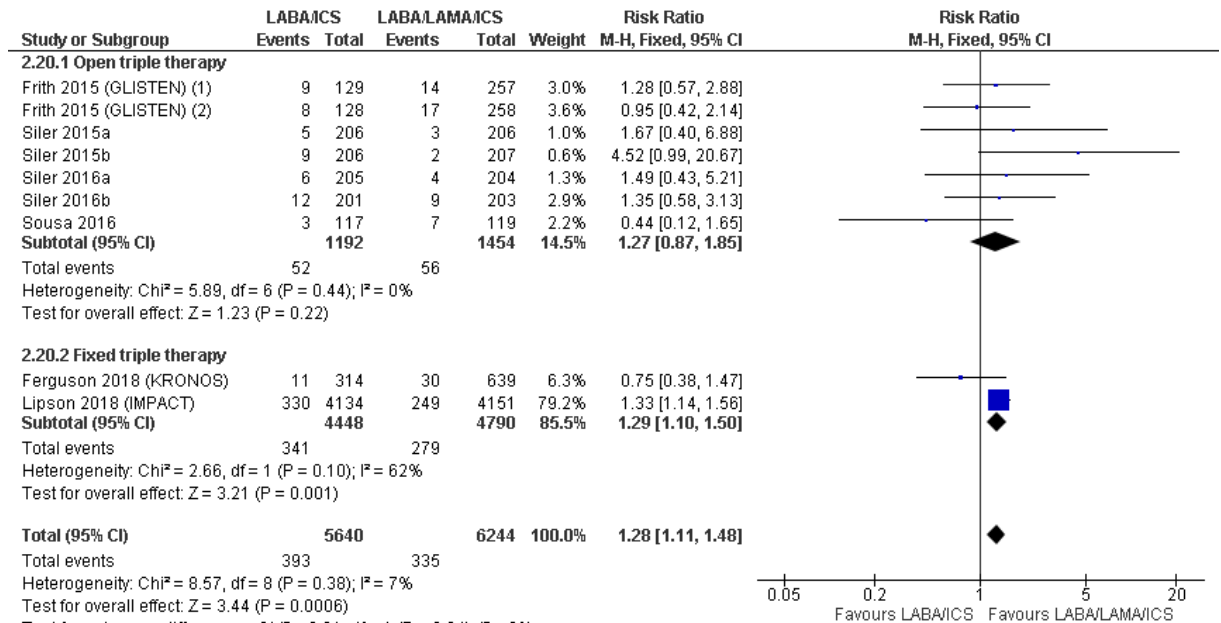 LABA/ICS LABA/LAMA/ICS Risk Ratio Risk Ratio
Study or Subgroup Events Total Events Total Weight M-H, Fixed, 95% CI M-H, Fixed, 95% CI
2.20.1 Open triple therapy
Frith 2015 (GLISTEN) (1) 9 129 14 257 3.0% 1.28 [0.57, 2.88]
Frith 2015 (GLISTEN) (2) 8 128 17 258 3.6% 0.95 [0.42, 2.14]
Siler 2015a 5 206 3 206 1.0% 1.67 [0.40, 6.88]
Siler 2015b 9 206 2 207 0.6% 4.52 [0.99, 20.67]
Siler 2016a 6 205 4 204 1.3% 1.49 [0.43, 5.21]
Siler 2016b 12 201 9 203 2.9% 1.35 [0.58, 3.13]
Sousa 2016 3 117 7 119 2.2% 0.44 [0.12, 1.65]
Subtotal (95% CI) 1192 1454 14.5% 1.27 [0.87, 1.85]
Total events 52 56
Heterogeneity: Chi² = 5.89, df = 6 (P = 0.44); I² = 0%
Test for overall effect: Z = 1.23 (P = 0.22)
2.20.2 Fixed triple therapy
Ferguson 2018 (KRONOS) 11 314 30 639 6.3% 0.75 [0.38, 1.47]
Lipson 2018 (IMPACT) 330 4134 249 4151 79.2% 1.33 [1.14, 1.56]
Subtotal (95% CI) 4448 4790 85.5% 1.29 [1.10, 1.50]
Total events 341 279
Heterogeneity: Chi² = 2.66, df = 1 (P = 0.10); I² = 62%
Test for overall effect: Z = 3.21 (P = 0.001)
Total (95% CI) 5640 6244 100.0% 1.28 [1.11, 1.48]
Total events 393 335
Heterogeneity: Chi² = 8.57, df = 8 (P = 0.38); I² = 7%
Test for overall effect: Z = 3.44 (P = 0.0006)
0.05 0.2 1 5 20
Favours LABA/ICS Favours LABA/LAMA/ICS